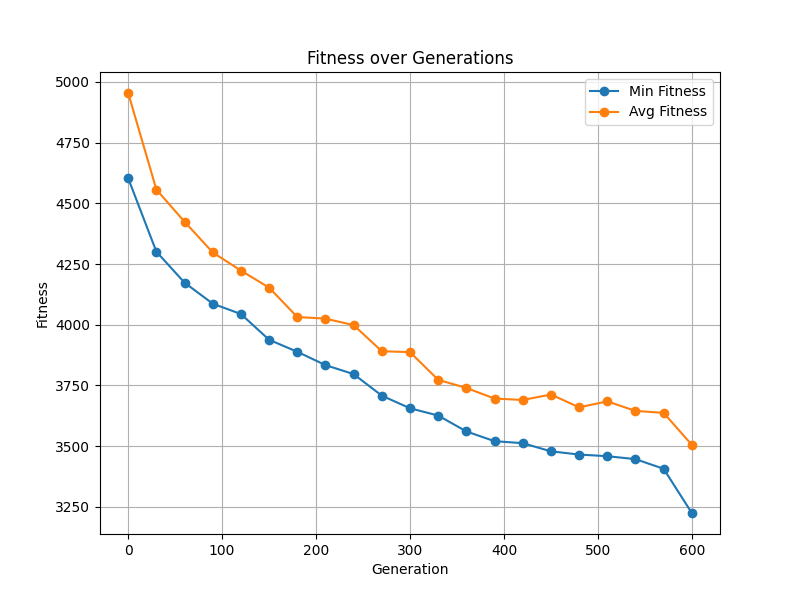 Fitness over Generations
Min Fitness
Avg Fitness
5000
4750
4500
4250
4000
3750
3500
3250
Fitness
0 100 200 300 400 500 600
Generation